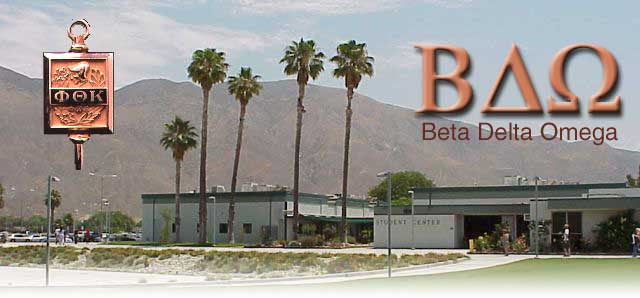 ΦΘΚ
ΒΔΩ
Beta Delta Omega
STUDENT CENTER